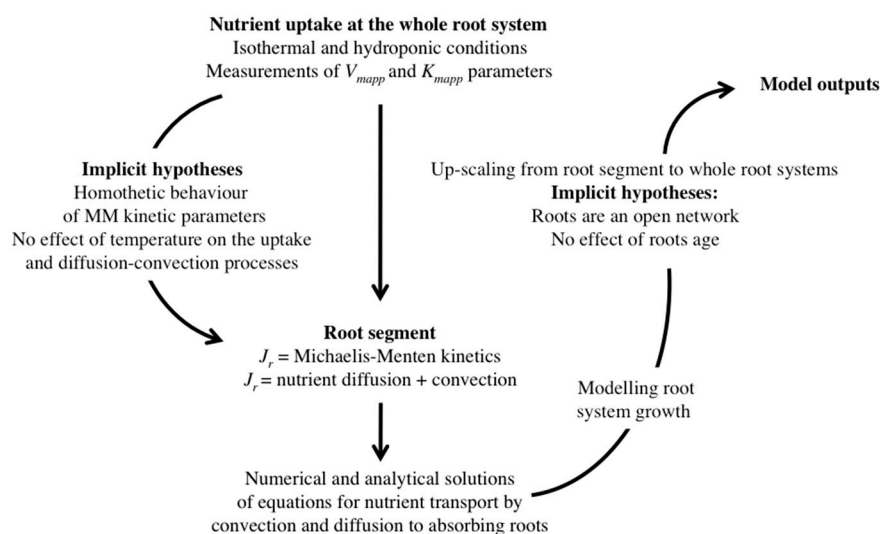 Nutrient uptake at the whole root system
Isothermal and hydroponic conditions
Measurements of Vmapp and Kmapp parameters
Model outputs
Implicit hypotheses
Homothetic behaviour
of MM kinetic parameters
No effect of temperature on the uptake
and diffusion-convection processes
Up-scaling from root segment to whole root systems
Implicit hypotheses:
Roots are an open network
No effect of roots age
Root segment
Jr = Michaelis-Menten kinetics
Jr = nutrient diffusion + convection
Modelling root
system growth
Numerical and analytical solutions
of equations for nutrient transport by
convection and diffusion to absorbing roots